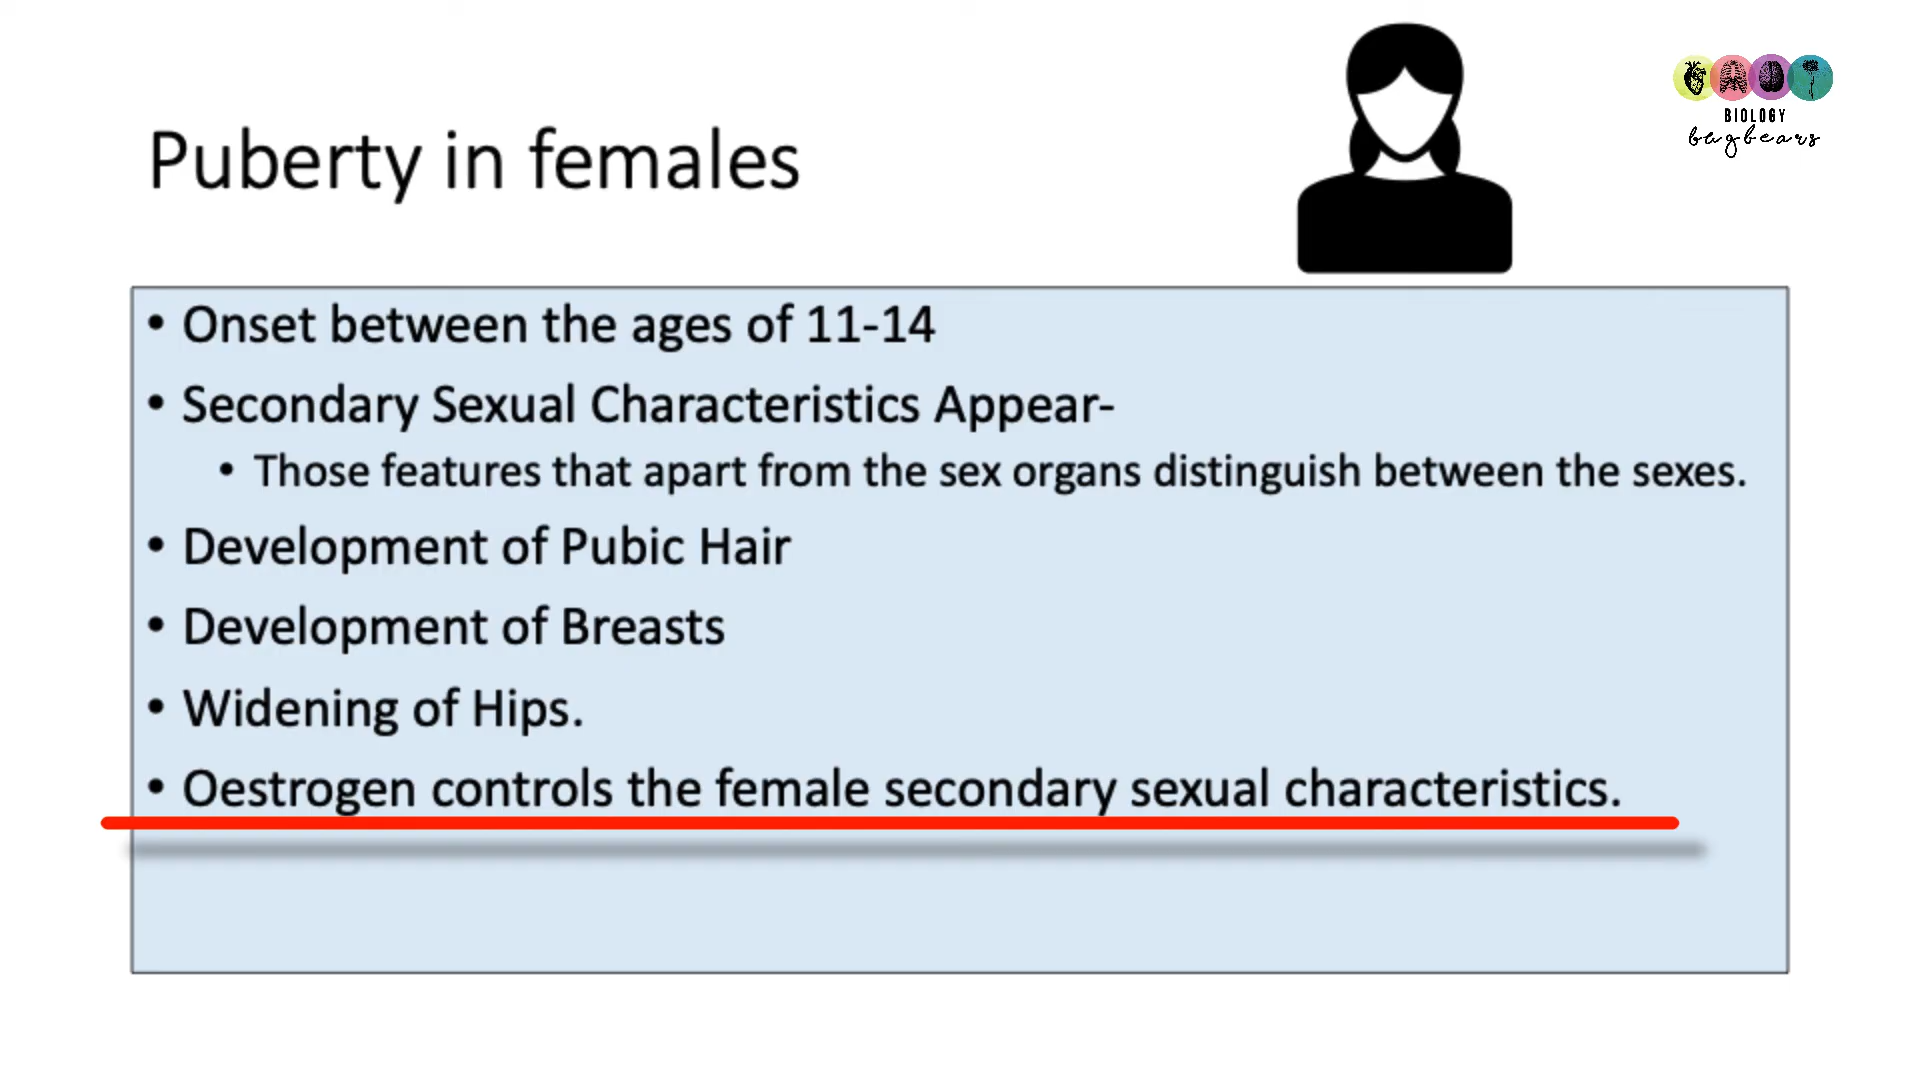 BIOLOGY
bugbears
Puberty in females
• Onset between the ages of 11-14
• Secondary Sexual Characteristics Appear-
• Those features that apart from the sex organs distinguish between the sexes.
• Development of Pubic Hair
• Development of Breasts
• Widening of Hips.
• Oestrogen controls the female secondary sexual characteristics.